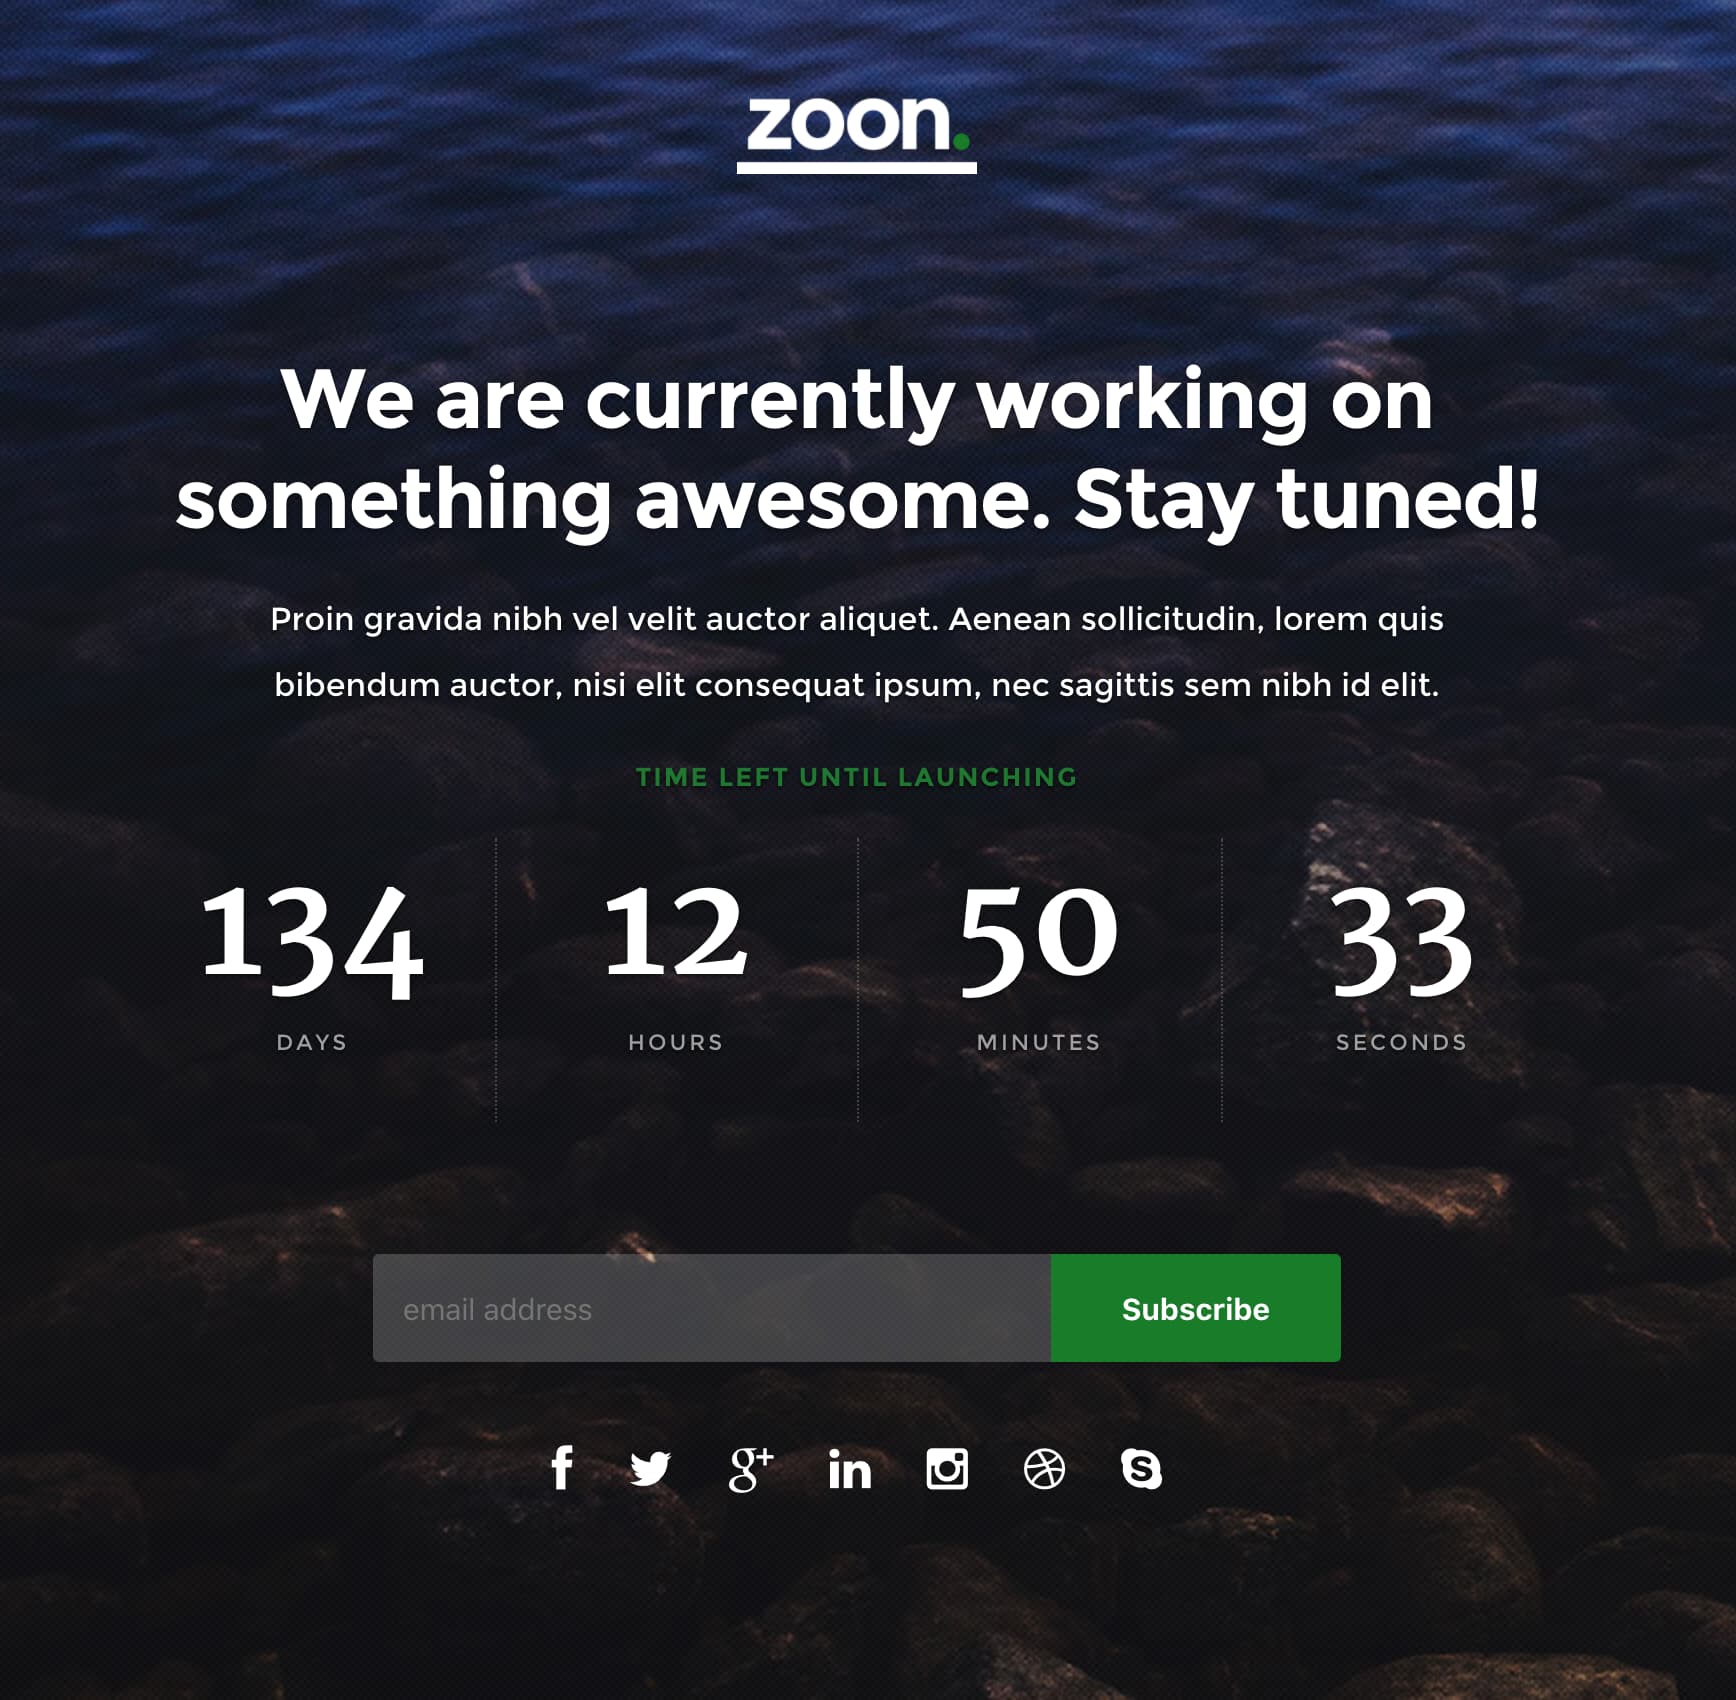 zoon.
We are currently working on
something awesome. Stay tuned!
Proin gravida nibh vel velit auctor aliquet. Aenean sollicitudin, lorem quis
bibendum auctor, nisi elit consequat ipsum, nec sagittis sem nibh id elit.
TIME LEFT UNTIL LAUNCHING
134 12 50 33
DAYS HOURS MINUTES SECONDS
email address Subscribe